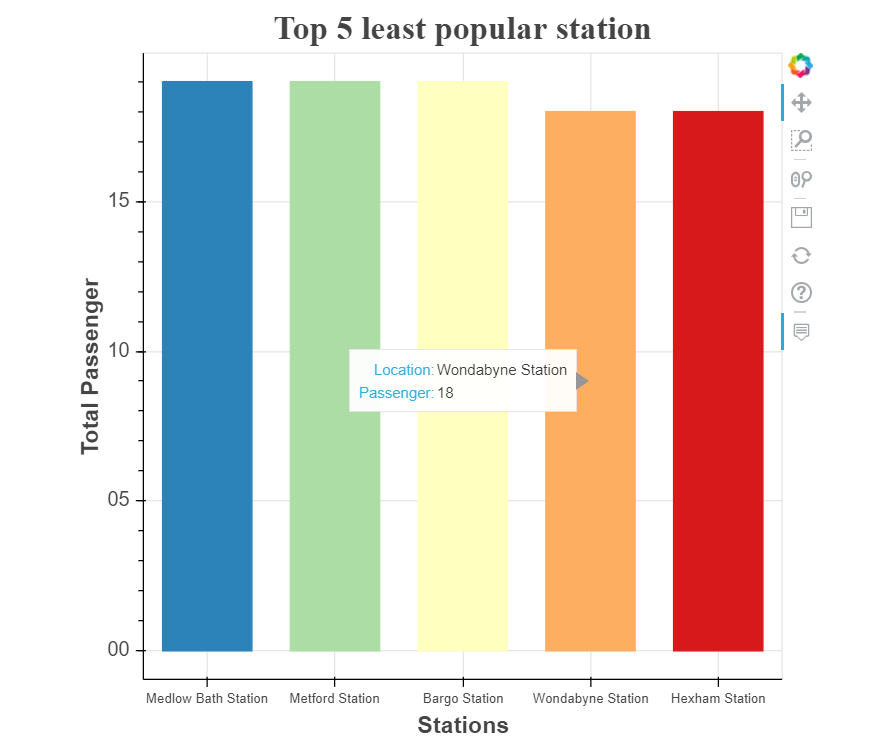 Top 5 least popular station
Total Passenger
15
10
05
00
Location: Wondabyne Station
Passenger: 18
Medlow Bath Station
Metford Station
Bargo Station
Wondabyne Station
Hexham Station
Stations